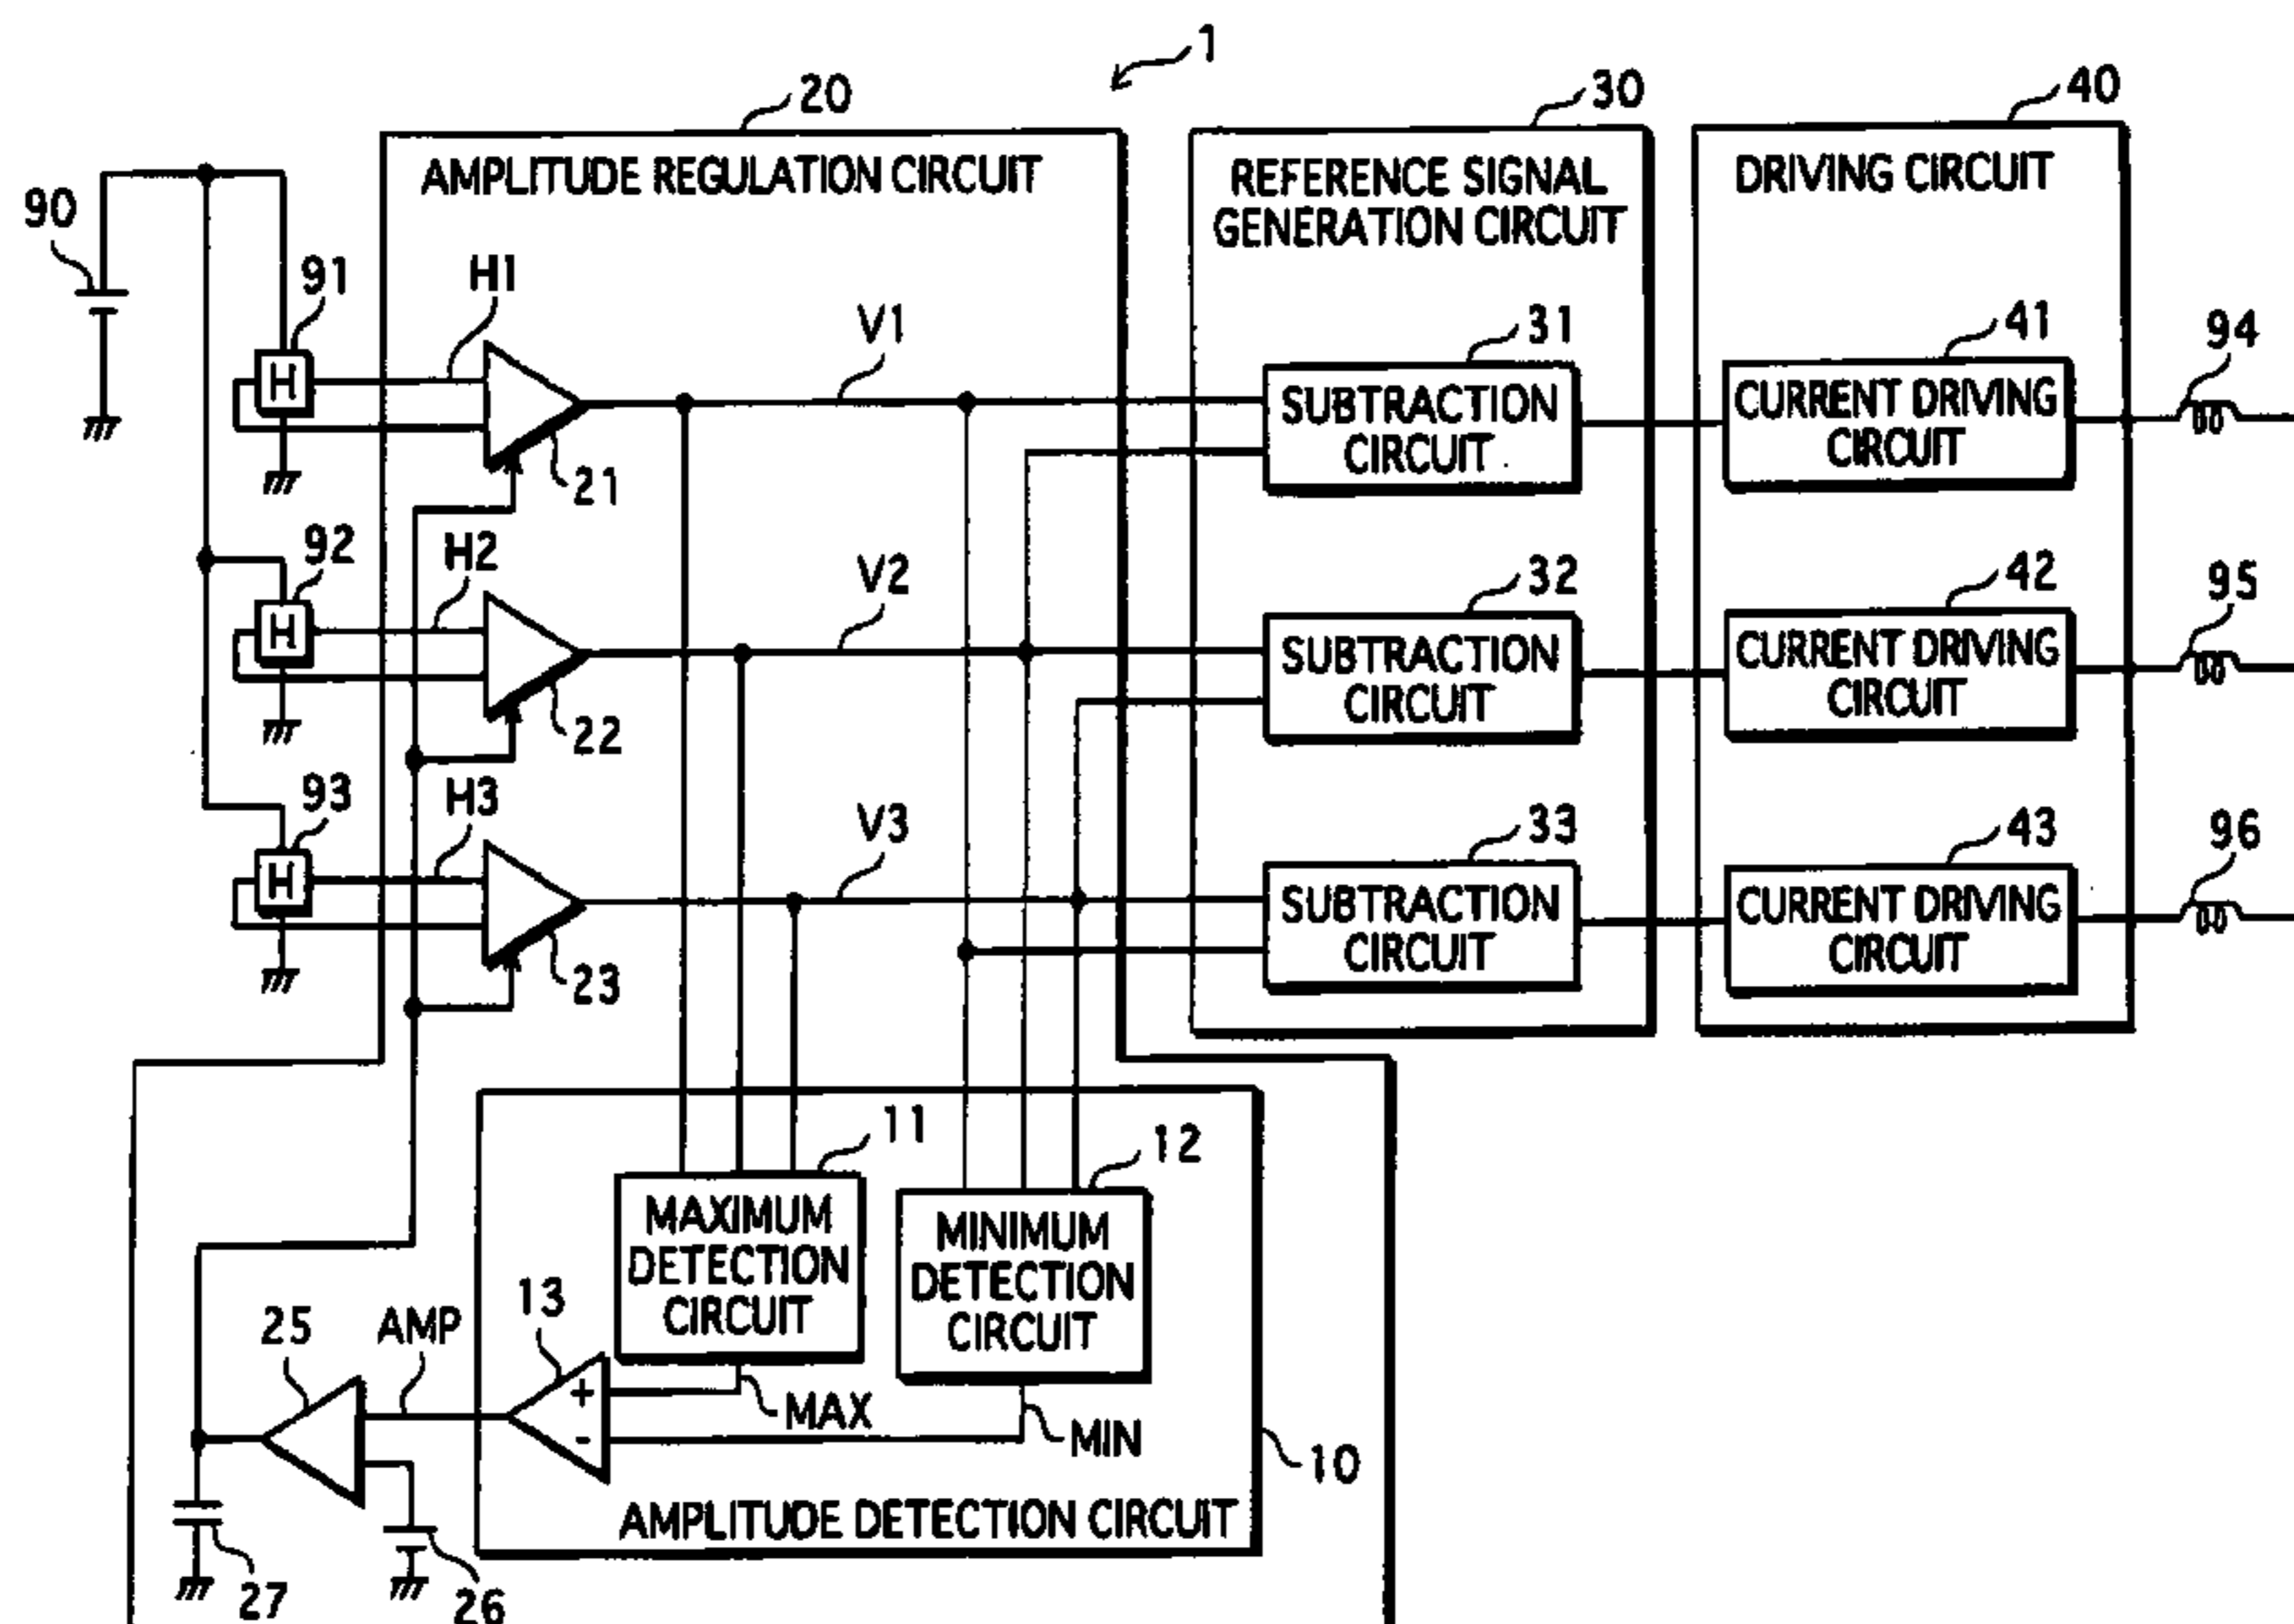 1
20
30
40
AMPLITUDE REGULATION CIRCUIT
REFERENCE SIGNAL
GENERATION CIRCUIT
DRIVING CIRCUIT
90
91
H
H1
21
V1
31
SUBTRACTION
CIRCUIT
41
CURRENT DRIVING
CIRCUIT
94
92
H
H2
22
V2
32
SUBTRACTION
CIRCUIT
42
CURRENT DRIVING
CIRCUIT
95
93
H
H3
23
V3
33
SUBTRACTION
CIRCUIT
43
CURRENT DRIVING
CIRCUIT
96
11
MAXIMUM
DETECTION
CIRCUIT
12
MINIMUM
DETECTION
CIRCUIT
25
AMP
13
+
-
MAX
MIN
10
AMPLITUDE DETECTION CIRCUIT
27
26